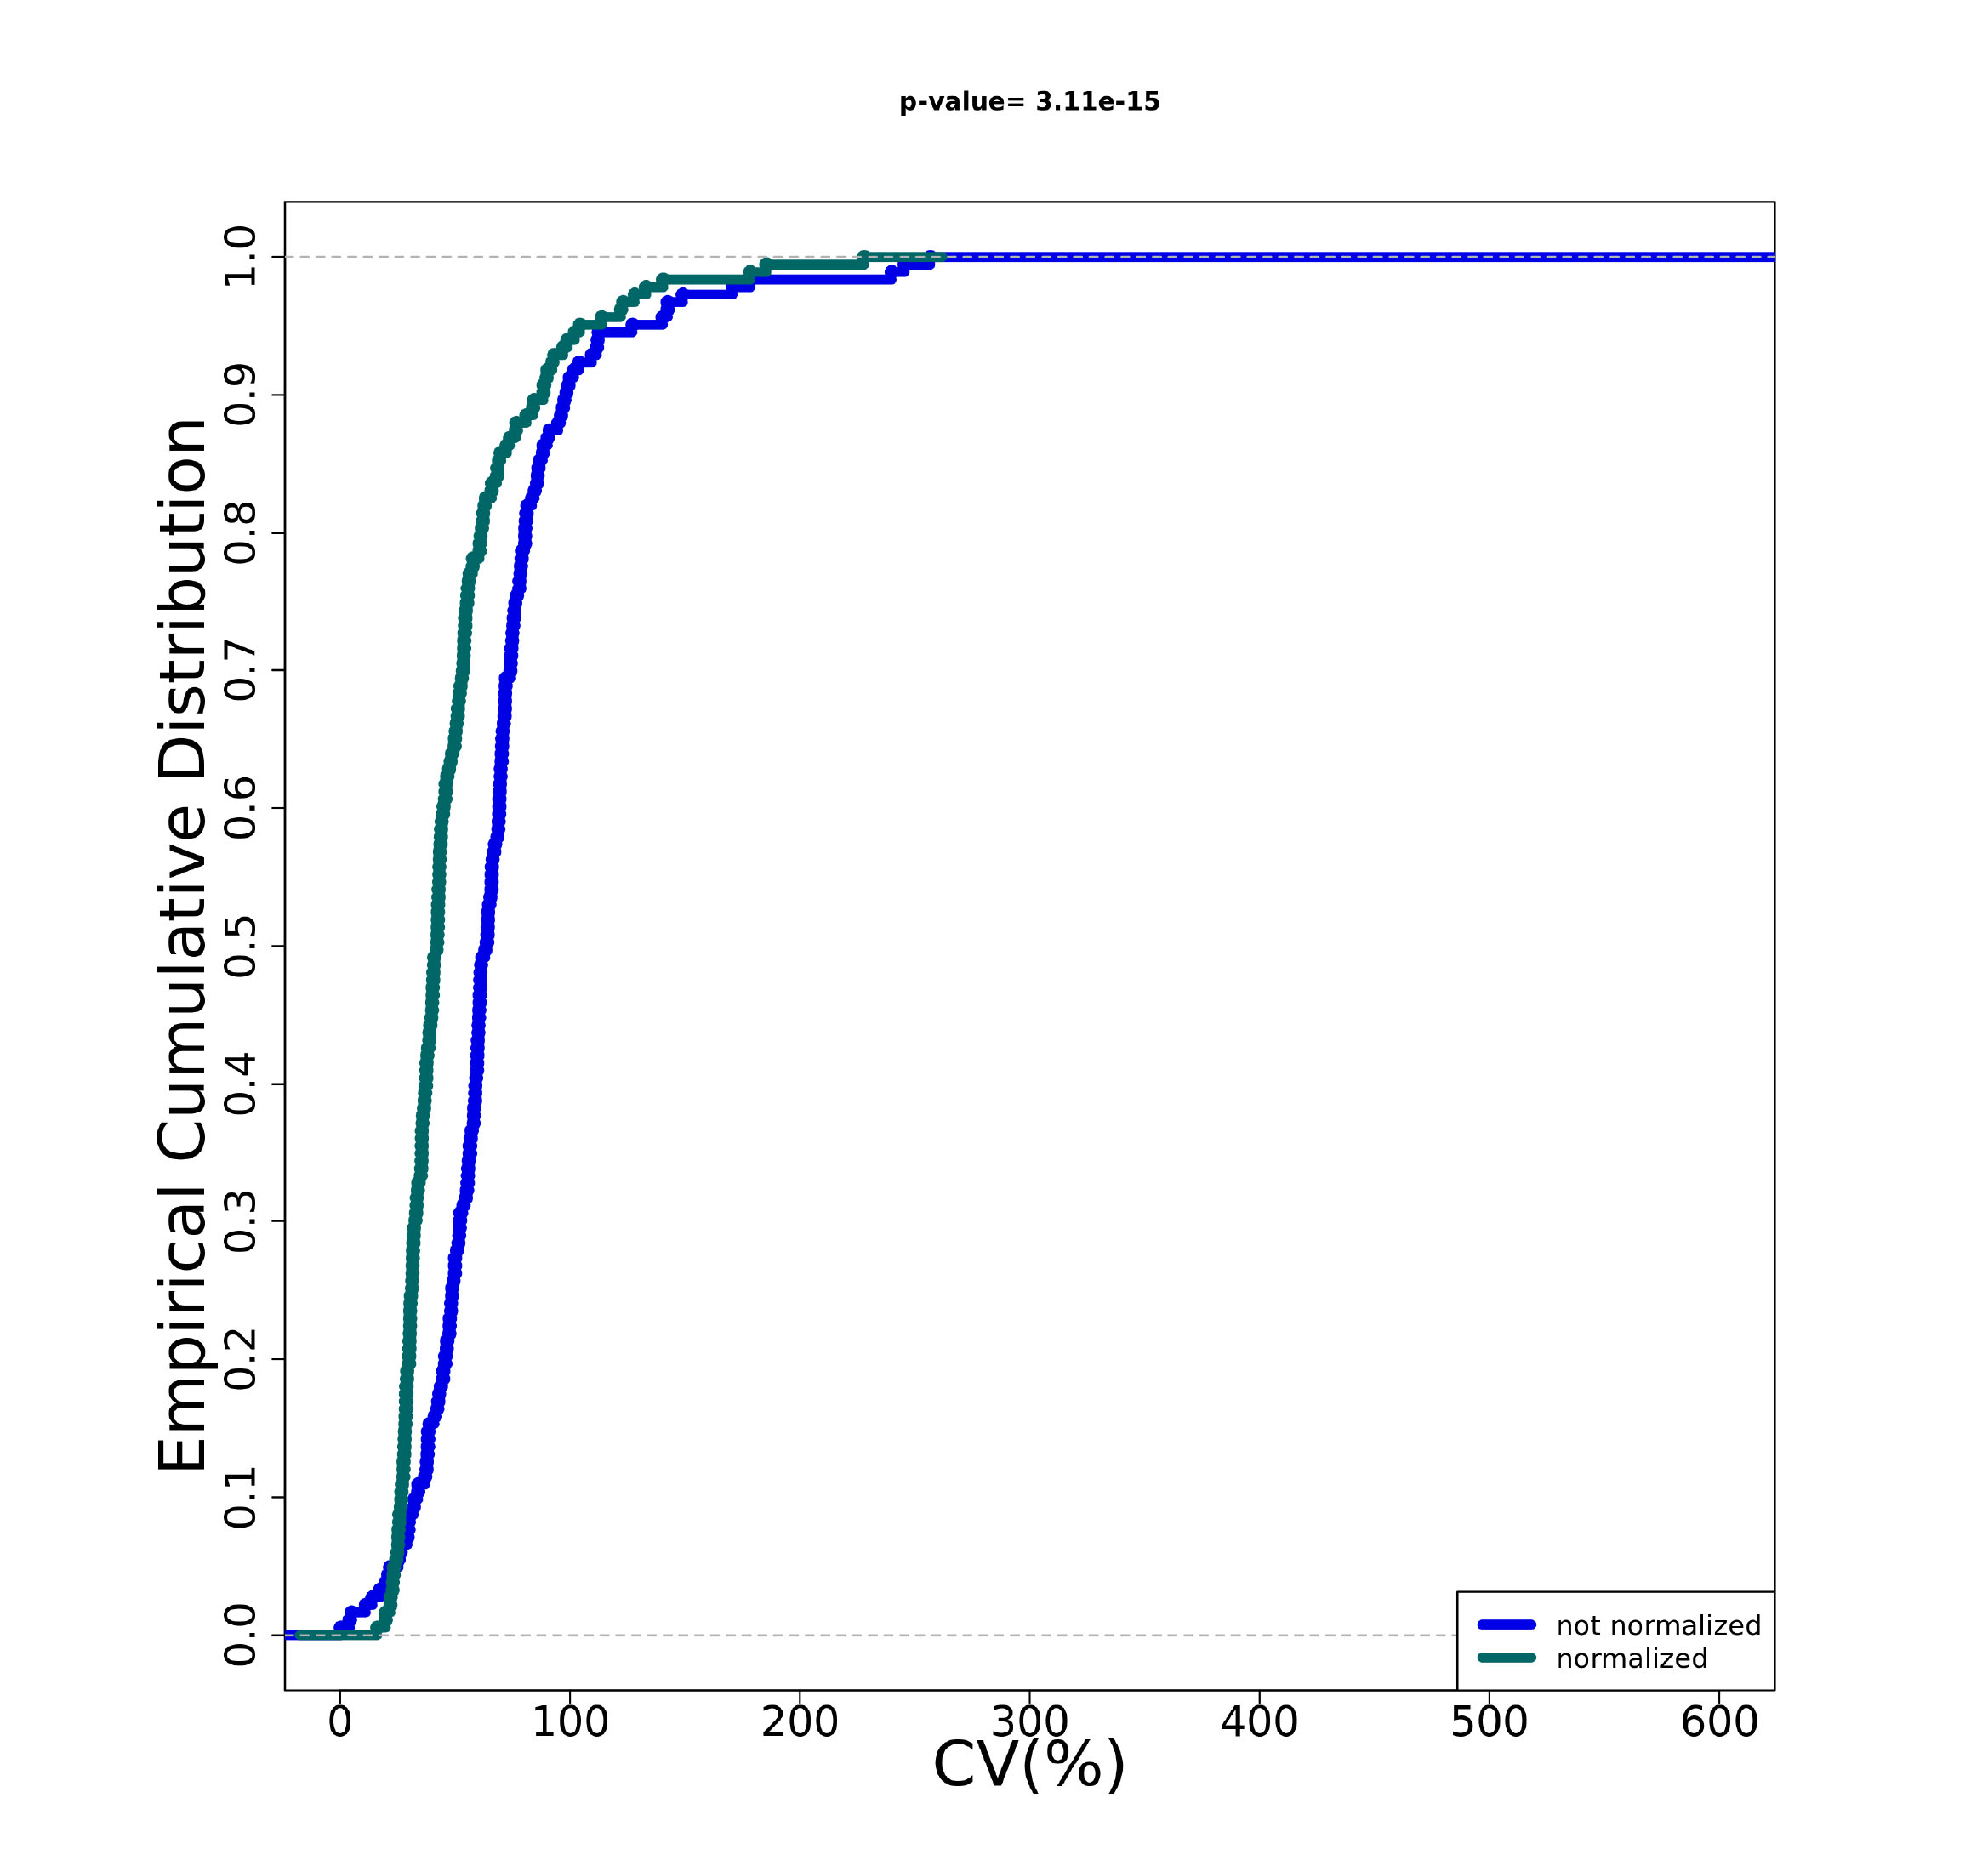 p-value= 3.11e-15
Empirical Cumulative Distribution
1.0
0.9
0.8
0.7
0.6
0.5
0.4
0.3
0.2
0.1
0.0
not normalized
normalized
0 100 200 300 400 500 600
CV(%)